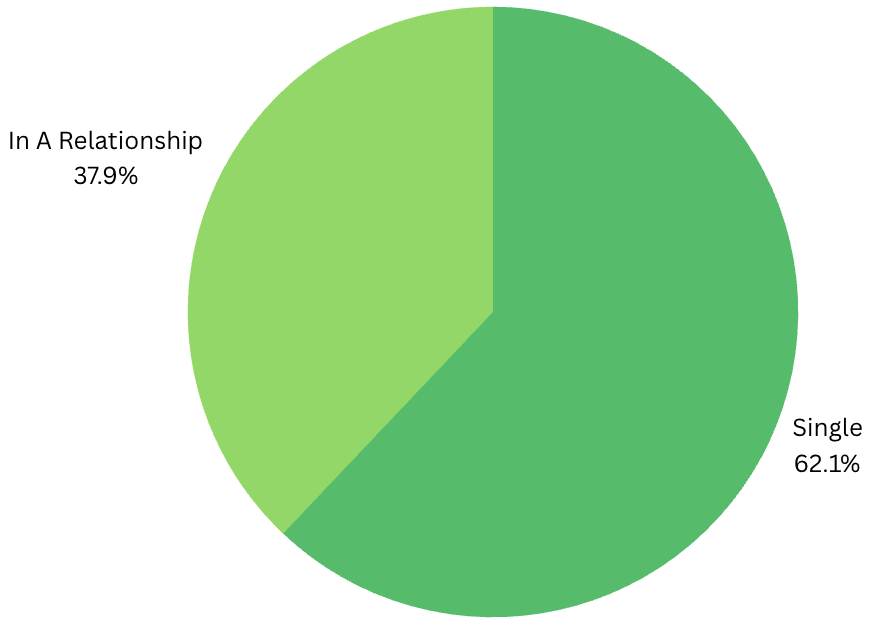 In A Relationship
37.9%
Single
62.1%